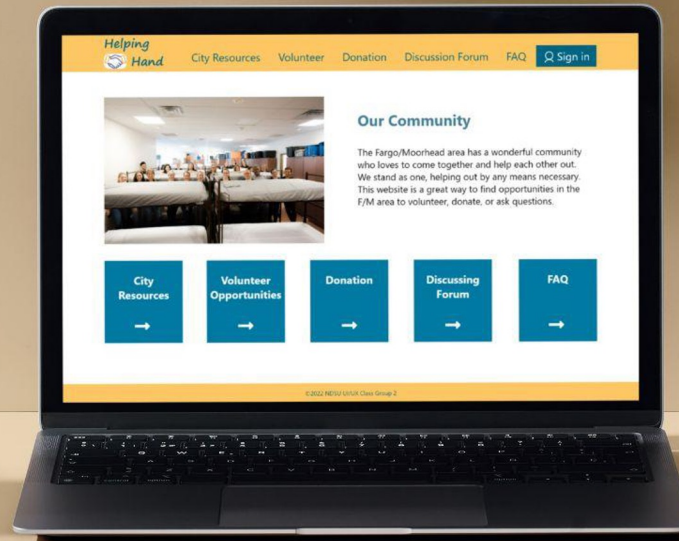 Helping
Hand
City Resources Volunteer Donation Discussion Forum FAQ Sign in
Our Community
The Fargo/Moorhead area has a wonderful community
who loves to come together and help each other out.
We stand as one, helping out by any means necessary.
This website is a great way to find opportunities in the
F/M area to volunteer, donate, or ask questions.
City
Resources
Volunteer
Opportunities
Donation
Discussing
Forum
FAQ
©2022 NDSU UI/UX Class Group 2